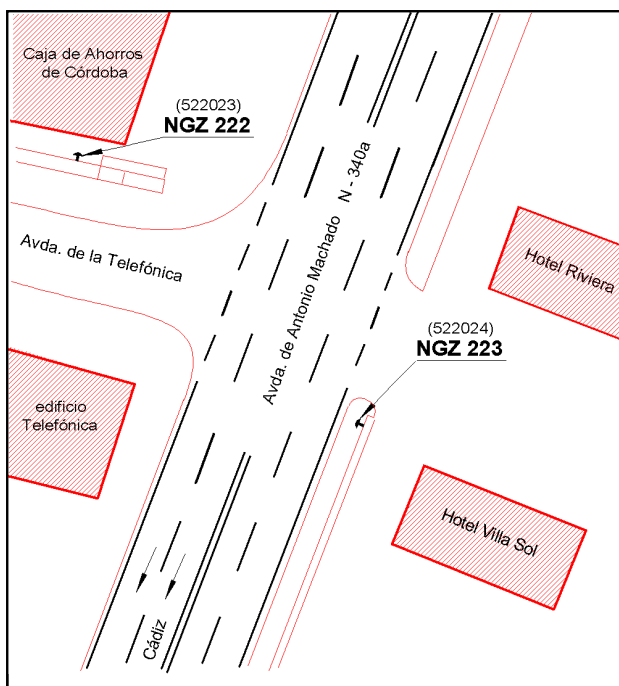 Caja de Ahorros
de Córdoba
(522023)
NGZ 222
Avda. de la Telefónica
Avda. de Antonio Machado N - 340a
Hotel Riviera
(522024)
NGZ 223
edificio
Telefónica
Hotel Villa Sol
Cádiz